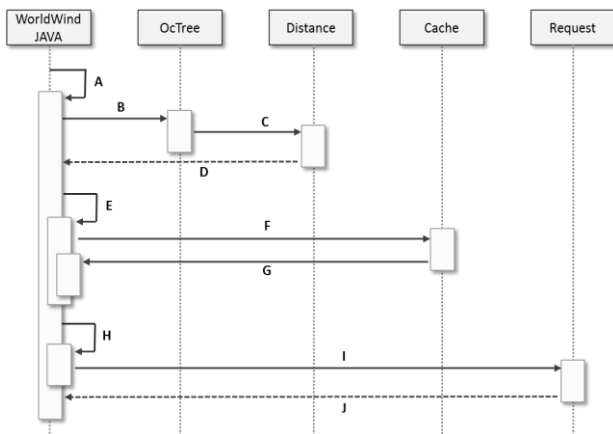 WorldWind
JAVA
OcTree
Distance
Cache
Request
A
B
C
D
E
F
G
H
I
J